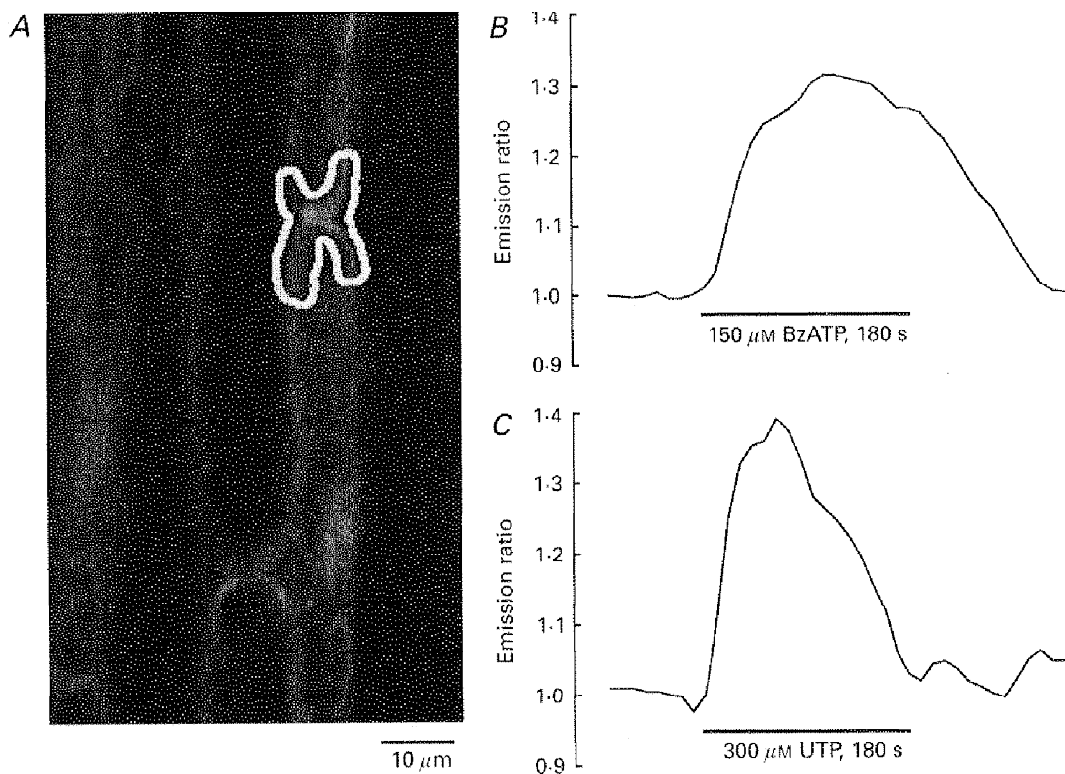 A
10 μm
B
Emission ratio
1·4
1·3
1·2
1·1
1·0
0·9
150 μM BzATP, 180 s
C
Emission ratio
1·4
1·3
1·2
1·1
1·0
0·9
300 μM UTP, 180 s